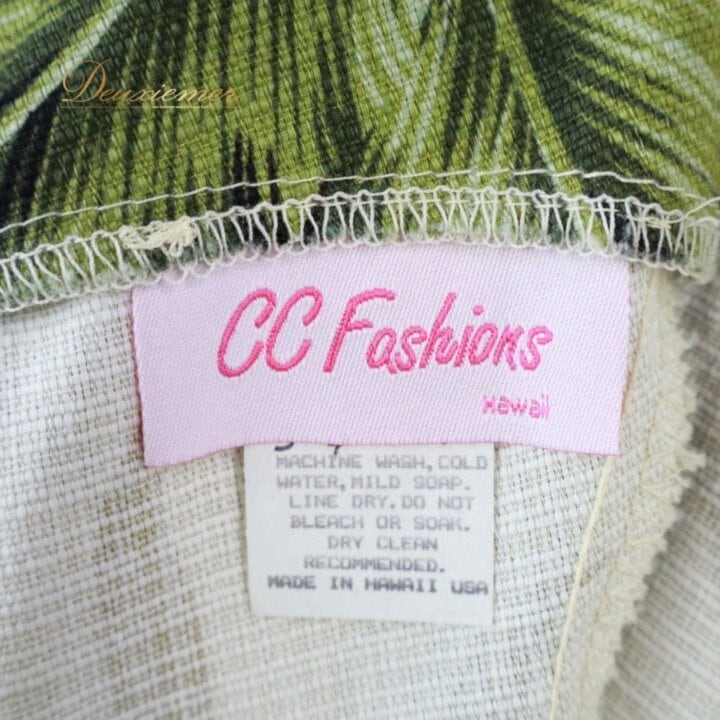 Deuxiemer
CC Fashions
Hawaii
MACHINE WASH, COLD
WATER, MILD SOAP.
LINE DRY. DO NOT
BLEACH OR SOAK.
DRY CLEAN
RECOMMENDED.
MADE IN HAWAII USA